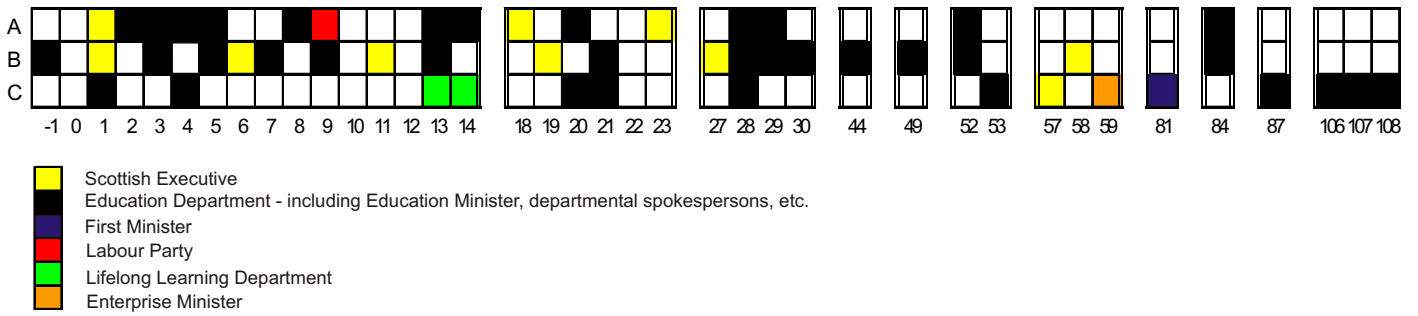 A
B
C
-1 0 1 2 3 4 5 6 7 8 9 10 11 12 13 14 18 19 20 21 22 23 27 28 29 30 44 49 52 53 57 58 59 81 84 87 106 107 108
Scottish Executive
Education Department - including Education Minister, departmental spokespersons, etc.
First Minister
Labour Party
Lifelong Learning Department
Enterprise Minister